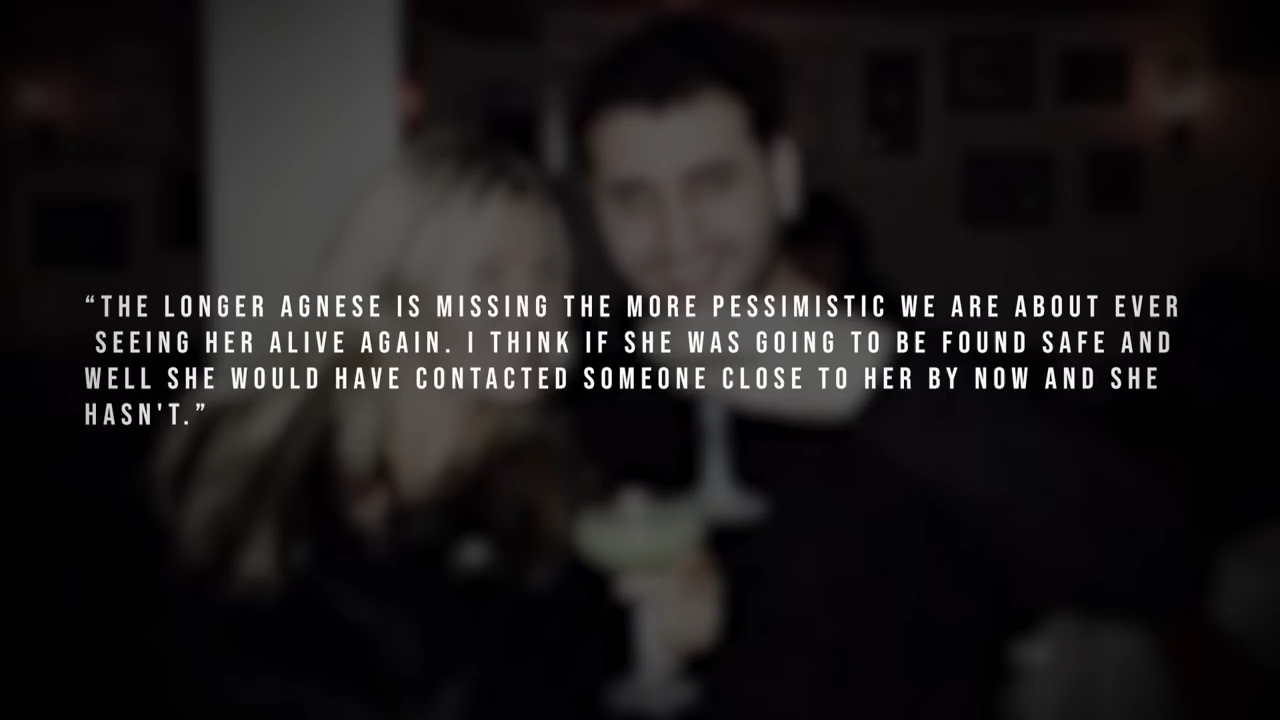 “THE LONGER AGNESE IS MISSING THE MORE PESSIMISTIC WE ARE ABOUT EVER
SEEING HER ALIVE AGAIN. I THINK IF SHE WAS GOING TO BE FOUND SAFE AND
WELL SHE WOULD HAVE CONTACTED SOMEONE CLOSE TO HER BY NOW AND SHE
HASN'T.”